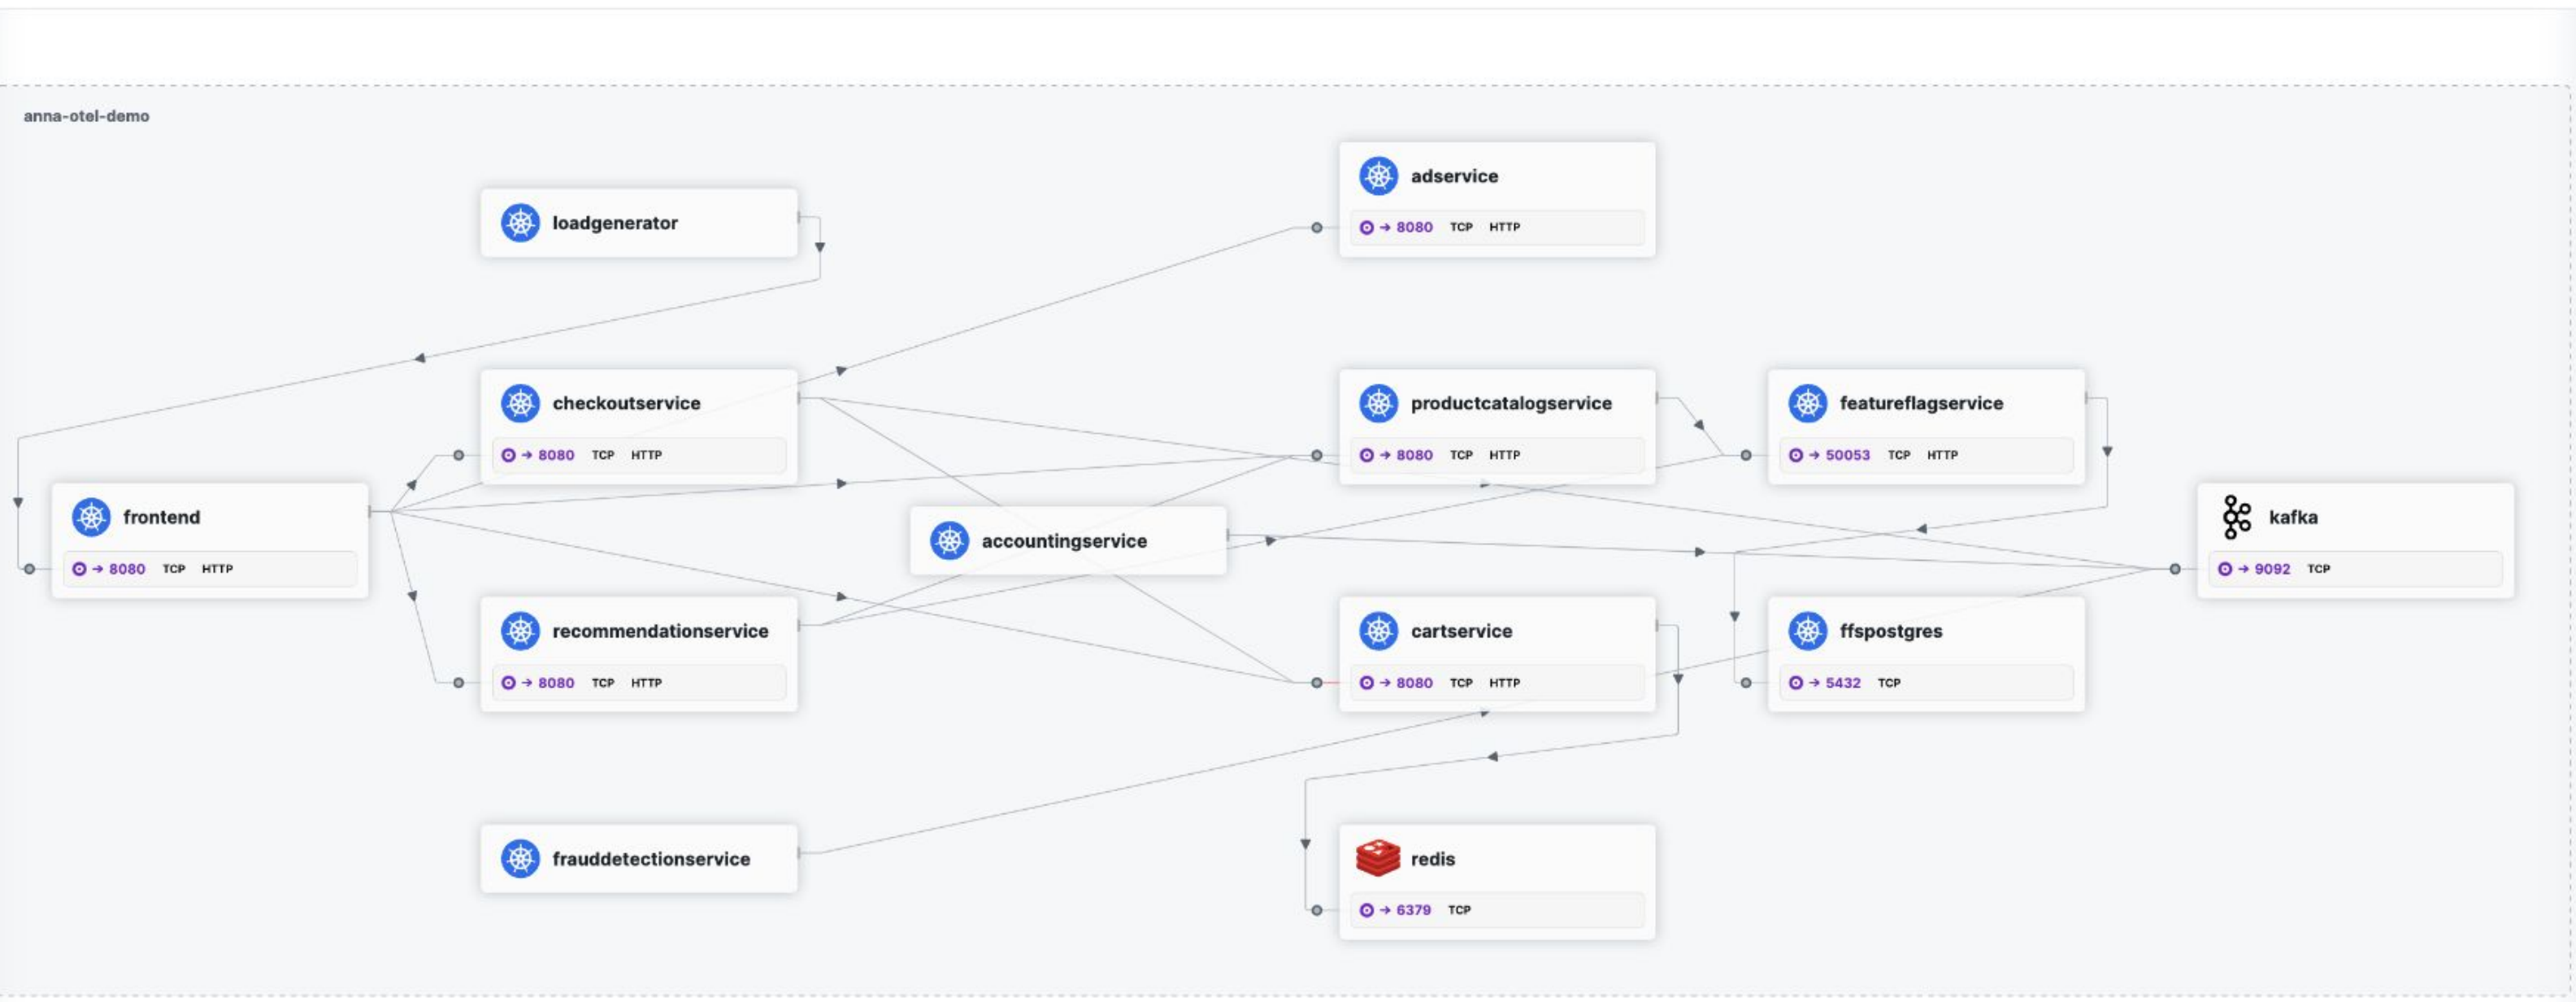 anna-otel-demo
adservice
→ 8080 TCP HTTP
loadgenerator
checkoutservice
→ 8080 TCP HTTP
productcatalogservice
→ 8080 TCP HTTP
featureflagservice
→ 50053 TCP HTTP
frontend
→ 8080 TCP HTTP
accountingservice
kafka
→ 9092 TCP
recommendationservice
→ 8080 TCP HTTP
cartservice
→ 8080 TCP HTTP
ffspostgres
→ 5432 TCP
frauddetectionservice
redis
→ 6379 TCP